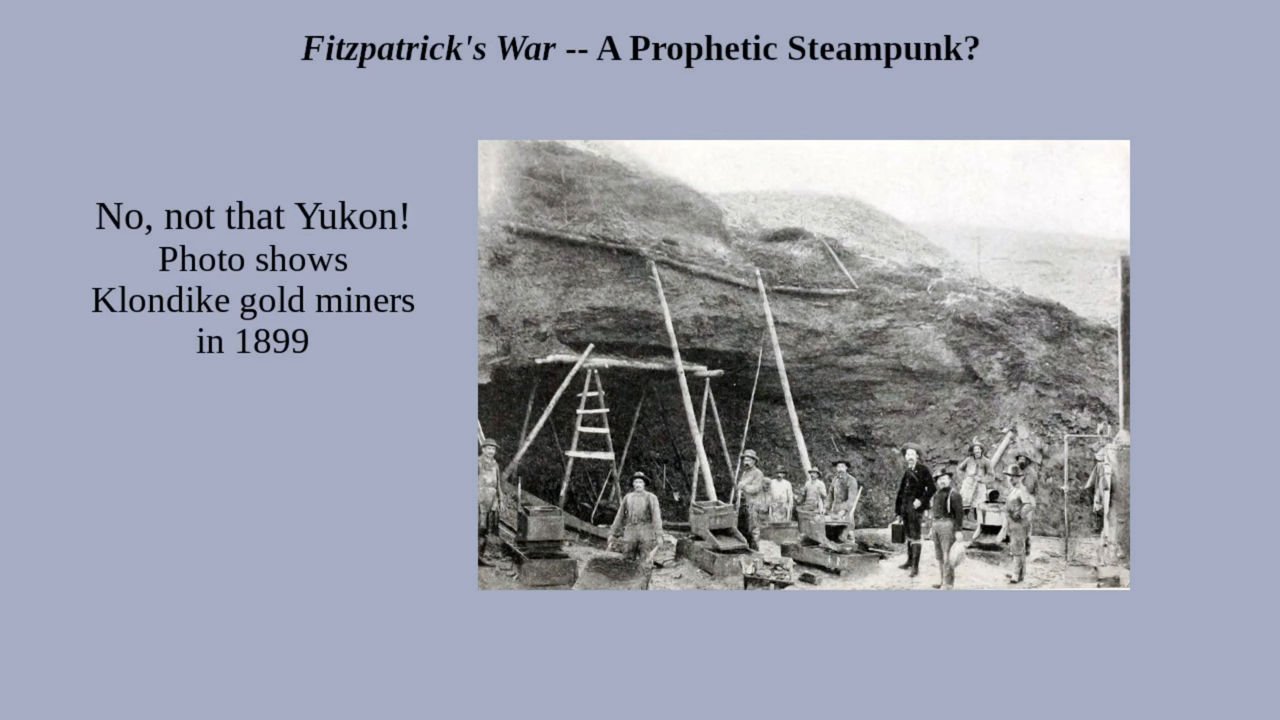 Fitzpatrick's War -- A Prophetic Steampunk?
No, not that Yukon!
Photo shows
Klondike gold miners
in 1899